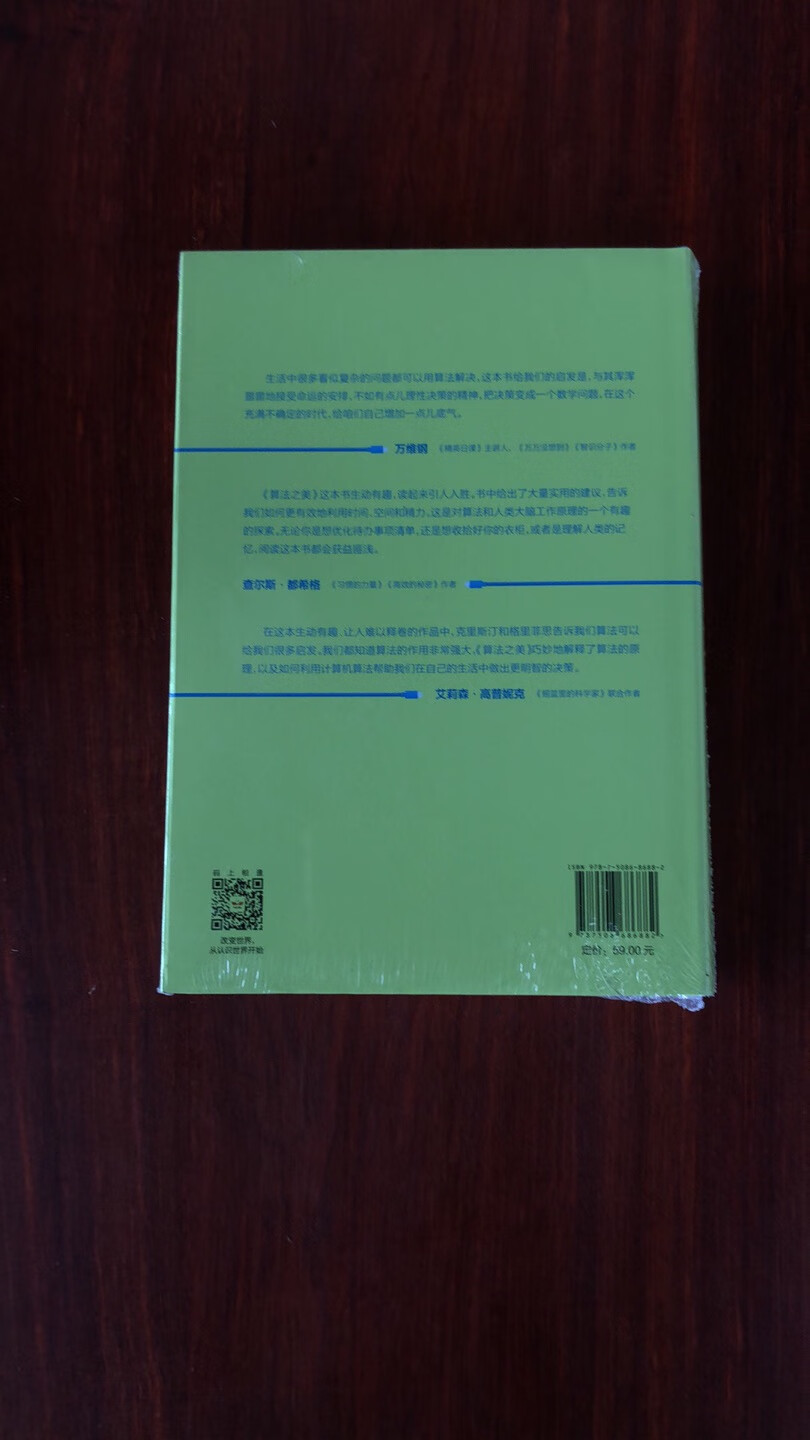 生活中很多看似复杂的问题都可以用算法解决。这本书给我们的启发是,与其浑浑
噩噩地接受命运的安排,不如有点儿理性决策的精神,把决策变成一个数学问题,在这个
充满不确定的时代,给咱们自己增加一点儿底气。
万维钢 《精英日课》主讲人,《万万没想到》《智识分子》作者
《算法之美》这本书生动有趣,读起来引人入胜。书中给出了大量实用的建议,告诉
我们如何更有效地利用时间、空间和精力。这是对算法和人类大脑工作原理的一个有趣
的探索。无论你是想优化待办事项清单,还是想收拾好你的衣柜,或者是理解人类的记
忆,阅读这本书都会获益匪浅。
查尔斯·都希格 《习惯的力量》《高效的秘密》作者
在这本生动有趣、让人难以释卷的作品中,克里斯汀和格里菲思告诉我们算法可以
给我们很多启发。我们都知道算法的作用非常强大,《算法之美》巧妙地解释了算法的原
理,以及如何利用计算机算法帮助我们在自己的生活中做出更明智的决策。
艾莉森·高普妮克 《摇篮里的科学家》联合作者
码上相逢
改变世界,
从认识世界开始
ISBN 978-7-5086-8688-2
9 787508 686882 >
定价:59.00 元